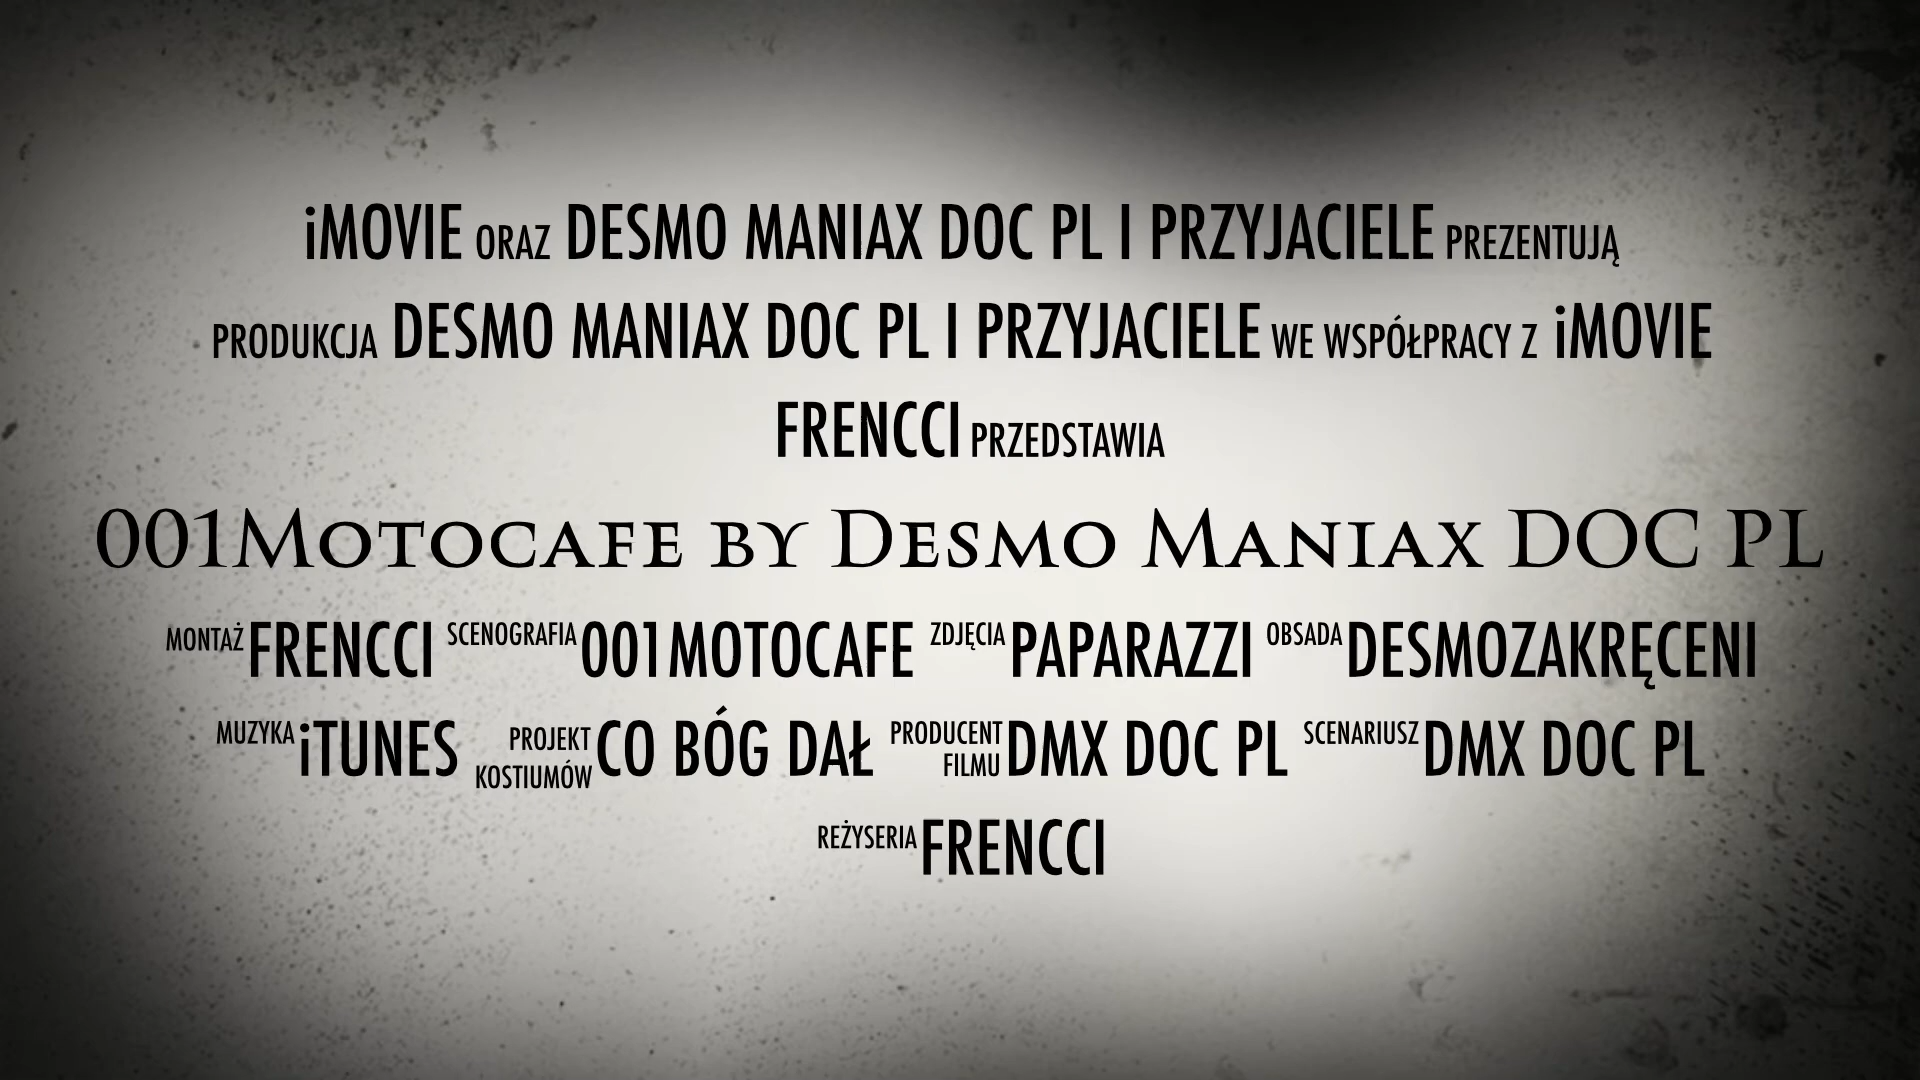 iMOVIE ORAZ DESMO MANIAX DOC PL I PRZYJACIELE PREZENTUJĄ
PRODUKCJA DESMO MANIAX DOC PL I PRZYJACIELE WE WSPÓŁPRACY Z iMOVIE
FRENCCI PRZEDSTAWIA
001Motocafe by Desmo Maniax DOC PL
MONTAŻ FRENCCI SCENOGRAFIA 001MOTOCAFE ZDJĘCIA PAPARAZZI OBSADA DESMOZAKRĘCENI
MUZYKA iTUNES PROJEKT KOSTIUMÓW CO BÓG DAŁ PRODUCENT FILMU DMX DOC PL SCENARIUSZ DMX DOC PL
REŻYSERIA FRENCCI